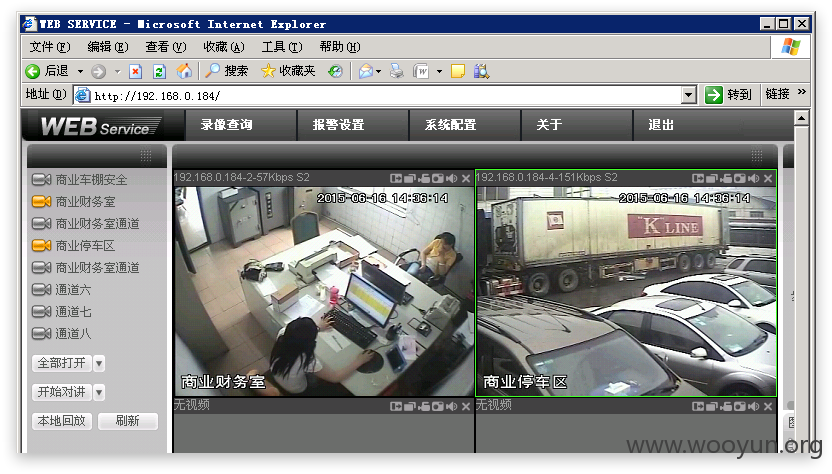 WEB SERVICE - Microsoft Internet Explorer
文件(F) 编辑(E) 查看(V) 收藏(A) 工具(T) 帮助(H)
后退 搜索 收藏夹
地址(D) http://192.168.0.184/ 转到 链接 »
WEB Service 录像查询 报警设置 系统配置 关于 退出
192.168.0.184-2-57Kbps S2
192.168.0.184-4-151Kbps S2
商业车棚安全
商业财务室
商业财务室通道
商业停车区
商业财务室通道
通道六
通道七
通道八
全部打开
开始对讲
本地回放 刷新
2015-06-16 14:36:14
商业财务室
2015-06-16 14:36:14
"K" LINE
商业停车区
无视频
无视频
www.wooyun.org